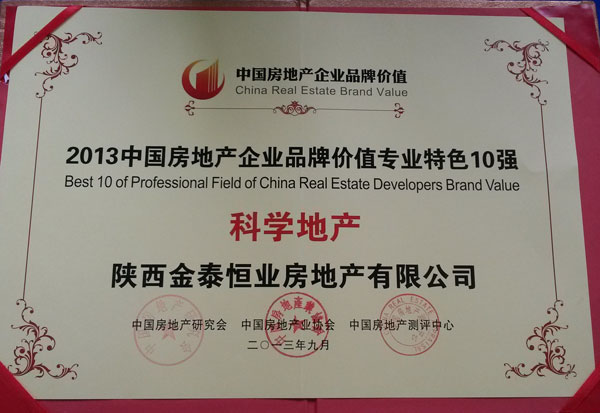 中国房地产企业品牌价值
China Real Estate Brand Value
2013中国房地产企业品牌价值专业特色10强
Best 10 of Professional Field of China Real Estate Developers Brand Value
科学地产
陕西金泰恒业房地产有限公司
中国房地产研究会 中国房地产业协会 中国房地产测评中心
二〇一三年九月